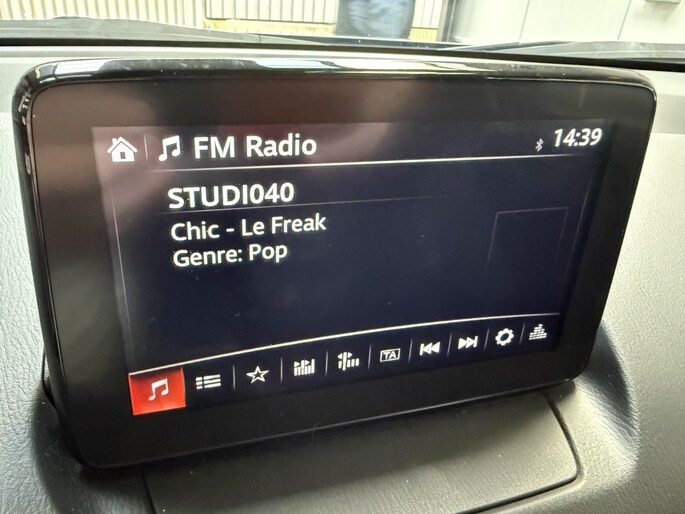 FM Radio
14:39
STUDIO40
Chic - Le Freak
Genre: Pop
TA